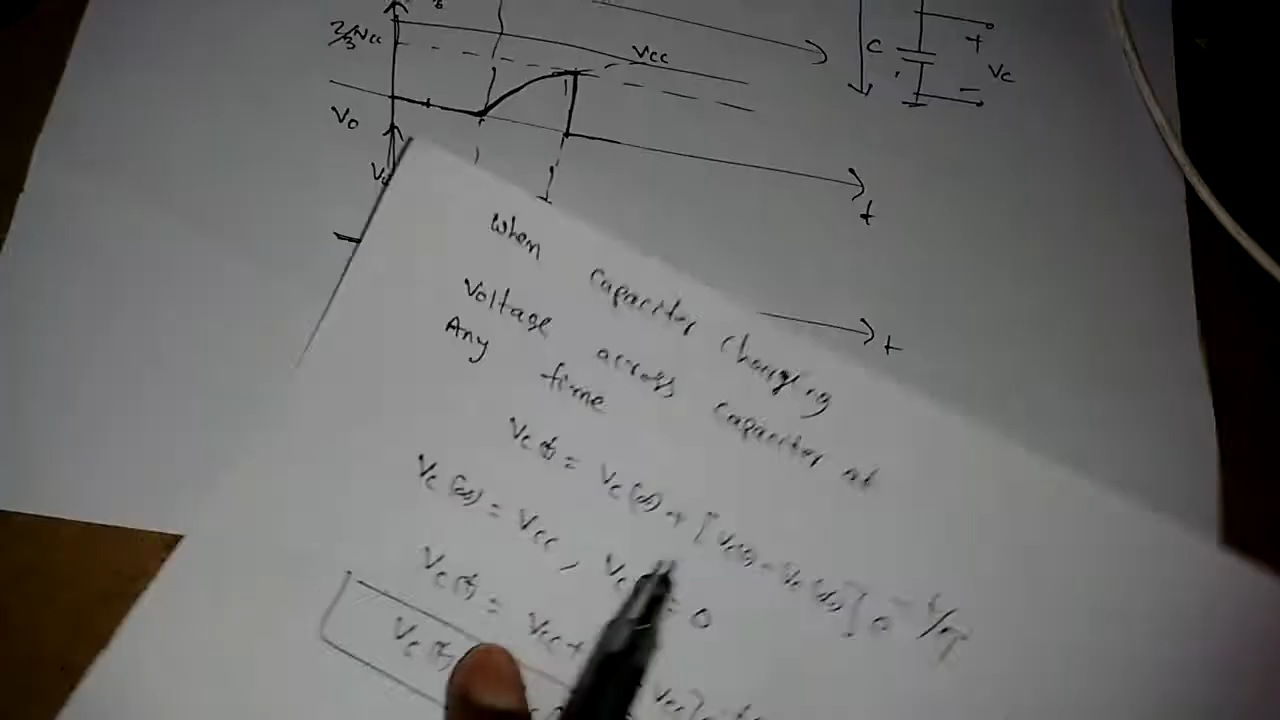 2/3 Vcc
Vcc
C
+
Vc
-
Vo
t
When Capacitor Charging
Voltage across Capacitor at
Any time
Vc(t) = Vc(∞) + [Vc(0) - Vc(∞)] e^-t/τ
Vc(∞) = Vcc, Vc = 0
Vc(t) = Vcc +
Vc(t)
t